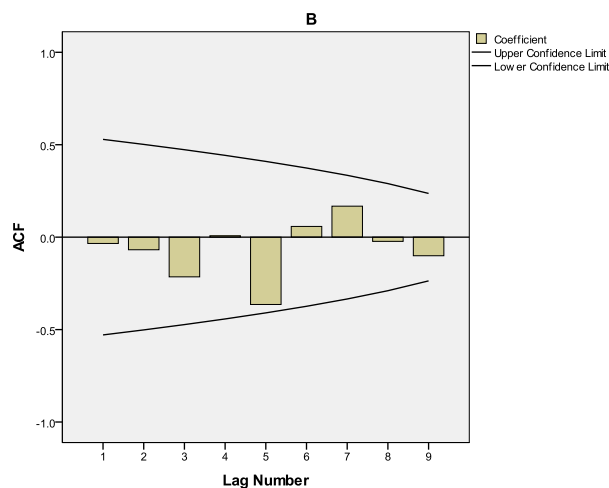 B
Coefficient
Upper Confidence Limit
Lower Confidence Limit
1.0
0.5
0.0
-0.5
-1.0
ACF
1 2 3 4 5 6 7 8 9
Lag Number